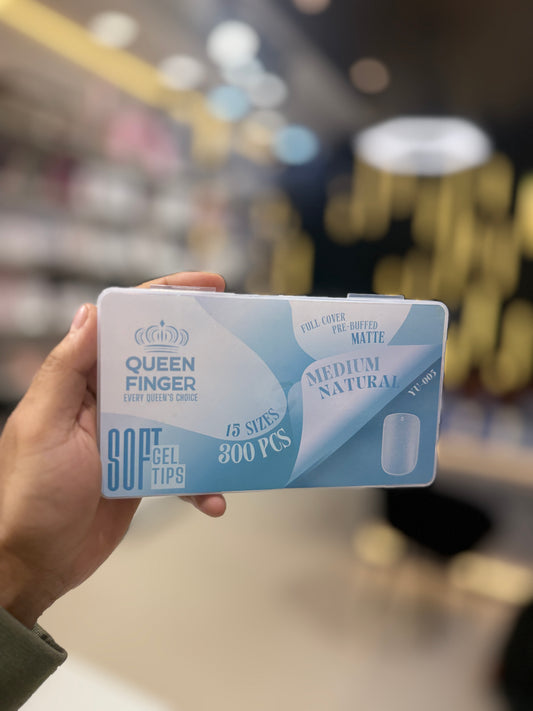 QUEEN
FINGER
EVERY QUEEN'S CHOICE
SOFT
GEL
TIPS
15 SIZES
300 PCS
FULL COVER
PRE-BUFFED
MATTE
MEDIUM
NATURAL
YU-005